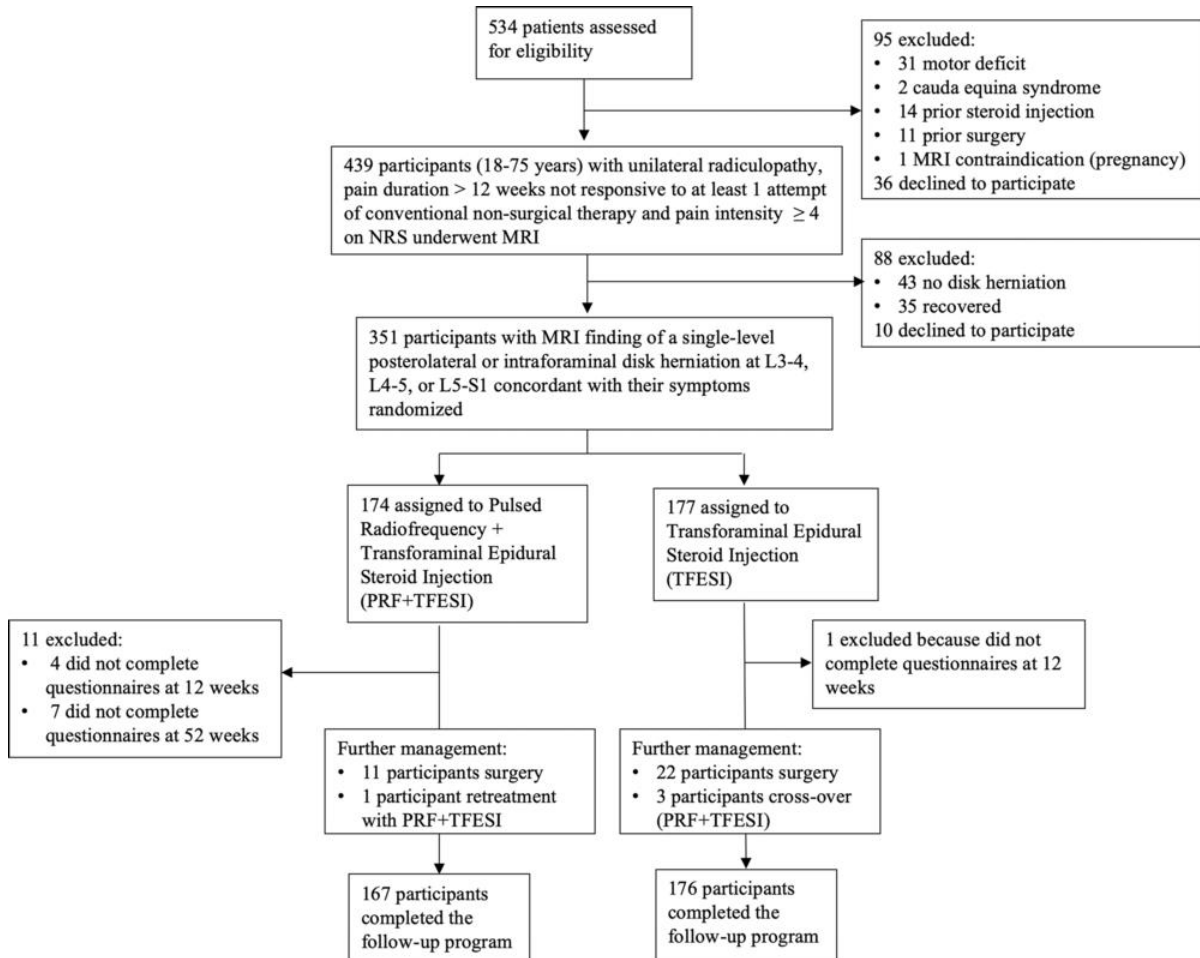 534 patients assessed
for eligibility
95 excluded:
• 31 motor deficit
• 2 cauda equina syndrome
• 14 prior steroid injection
• 11 prior surgery
• 1 MRI contraindication (pregnancy)
36 declined to participate
439 participants (18-75 years) with unilateral radiculopathy,
pain duration > 12 weeks not responsive to at least 1 attempt
of conventional non-surgical therapy and pain intensity ≥ 4
on NRS underwent MRI
88 excluded:
• 43 no disk herniation
• 35 recovered
10 declined to participate
351 participants with MRI finding of a single-level
posterolateral or intraforaminal disk herniation at L3-4,
L4-5, or L5-S1 concordant with their symptoms
randomized
174 assigned to Pulsed
Radiofrequency +
Transforaminal Epidural
Steroid Injection
(PRF+TFESI)
177 assigned to
Transforaminal Epidural
Steroid Injection
(TFESI)
11 excluded:
• 4 did not complete
questionnaires at 12 weeks
• 7 did not complete
questionnaires at 52 weeks
1 excluded because did not
complete questionnaires at 12
weeks
Further management:
• 11 participants surgery
• 1 participant retreatment
with PRF+TFESI
Further management:
• 22 participants surgery
• 3 participants cross-over
(PRF+TFESI)
167 participants
completed the
follow-up program
176 participants
completed the
follow-up program